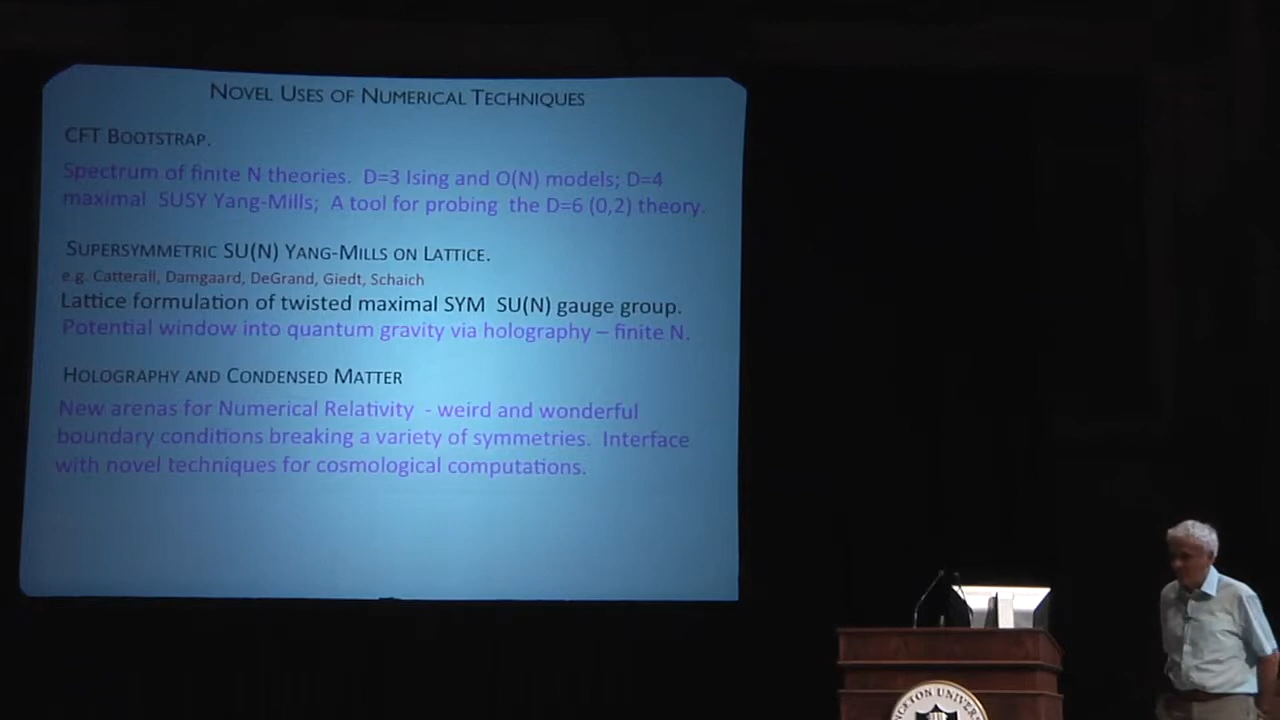 NOVEL USES OF NUMERICAL TECHNIQUES
CFT BOOTSTRAP.
Spectrum of finite N theories. D=3 Ising and O(N) models; D=4
maximal SUSY Yang-Mills; A tool for probing the D=6 (0,2) theory.
SUPERSYMMETRIC SU(N) YANG-MILLS ON LATTICE.
e.g. Catterall, Damgaard, DeGrand, Giedt, Schaich
Lattice formulation of twisted maximal SYM SU(N) gauge group.
Potential window into quantum gravity via holography – finite N.
HOLOGRAPHY AND CONDENSED MATTER
New arenas for Numerical Relativity - weird and wonderful
boundary conditions breaking a variety of symmetries. Interface
with novel techniques for cosmological computations.